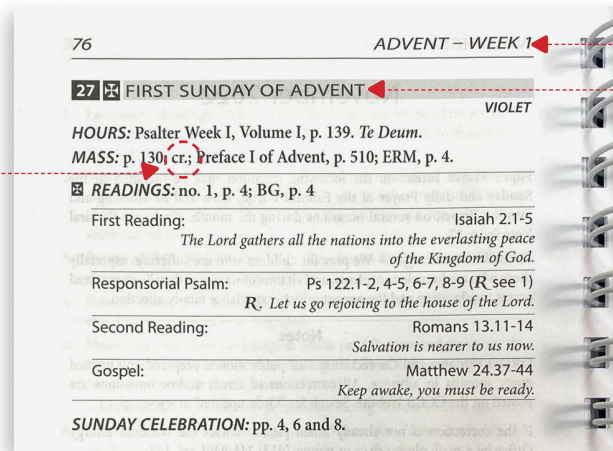 76 ADVENT – WEEK 1
27 ✠ FIRST SUNDAY OF ADVENT
VIOLET
HOURS: Psalter Week I, Volume I, p. 139. Te Deum.
MASS: p. 130, cr.; Preface I of Advent, p. 510; ERM, p. 4.
✠ READINGS: no. 1, p. 4; BG, p. 4
First Reading: Isaiah 2.1-5
The Lord gathers all the nations into the everlasting peace
of the Kingdom of God.
Responsorial Psalm: Ps 122.1-2, 4-5, 6-7, 8-9 (R see 1)
R. Let us go rejoicing to the house of the Lord.
Second Reading: Romans 13.11-14
Salvation is nearer to us now.
Gospel: Matthew 24.37-44
Keep awake, you must be ready.
SUNDAY CELEBRATION: pp. 4, 6 and 8.